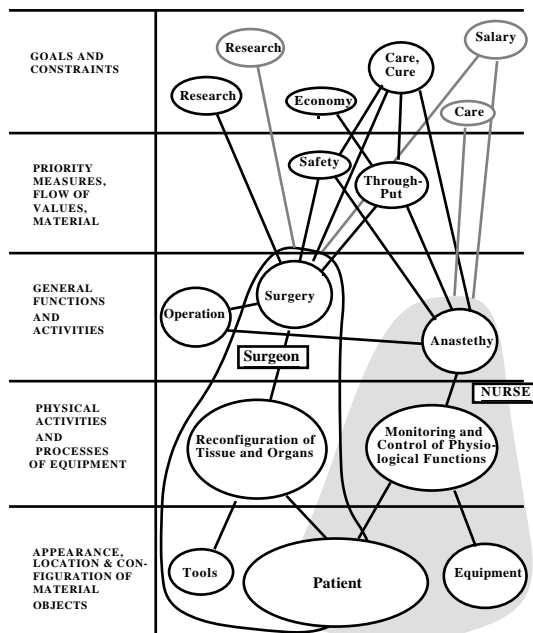 GOALS AND
CONSTRAINTS
Research
Research
Economy
Care,
Cure
Salary
Care
PRIORITY
MEASURES,
FLOW OF
VALUES,
MATERIAL
Safety
Through-
Put
GENERAL
FUNCTIONS
AND
ACTIVITIES
Operation
Surgery
Anastethy
Surgeon
NURSE
PHYSICAL
ACTIVITIES
AND
PROCESSES
OF EQUIPMENT
Reconfiguration of
Tissue and Organs
Monitoring and
Control of Physio-
logical Functions
APPEARANCE,
LOCATION & CON-
FIGURATION OF
MATERIAL
OBJECTS
Tools
Patient
Equipment